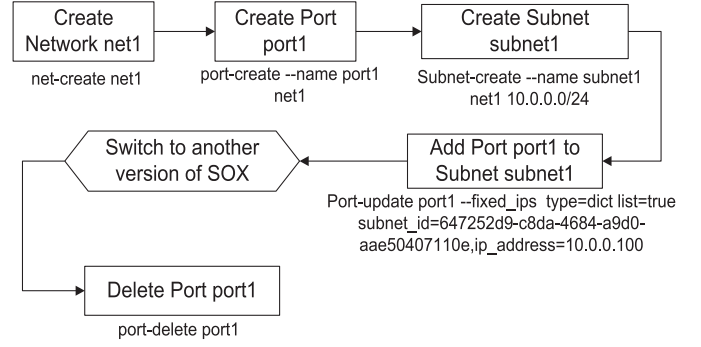 Create
Network net1
net-create net1
Create Port
port1
port-create --name port1
net1
Create Subnet
subnet1
Subnet-create --name subnet1
net1 10.0.0.0/24
Add Port port1 to
Subnet subnet1
Port-update port1 --fixed_ips type=dict list=true
subnet_id=647252d9-c8da-4684-a9d0-
aae50407110e,ip_address=10.0.0.100
Switch to another
version of SOX
Delete Port port1
port-delete port1